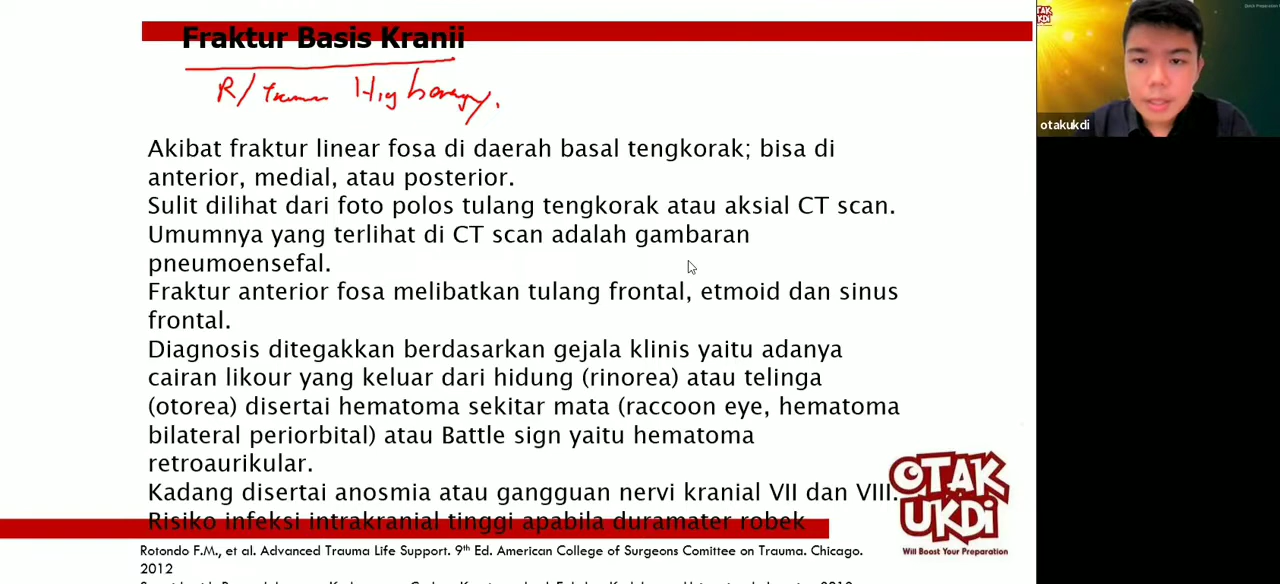 Fraktur Basis Kranii
R/ trauma High energy.
Akibat fraktur linear fosa di daerah basal tengkorak; bisa di
anterior, medial, atau posterior.
Sulit dilihat dari foto polos tulang tengkorak atau aksial CT scan.
Umumnya yang terlihat di CT scan adalah gambaran
pneumoensefal.
Fraktur anterior fosa melibatkan tulang frontal, etmoid dan sinus
frontal.
Diagnosis ditegakkan berdasarkan gejala klinis yaitu adanya
cairan likour yang keluar dari hidung (rinorea) atau telinga
(otorea) disertai hematoma sekitar mata (raccoon eye, hematoma
bilateral periorbital) atau Battle sign yaitu hematoma
retroaurikular.
Kadang disertai anosmia atau gangguan nervi kranial VII dan VIII.
Risiko infeksi intrakranial tinggi apabila duramater robek
Rotondo F.M., et al. Advanced Trauma Life Support. 9th Ed. American College of Surgeons Comittee on Trauma. Chicago.
2012
OTAK
UKDi
Will Boost Your Preparation
otakukdi